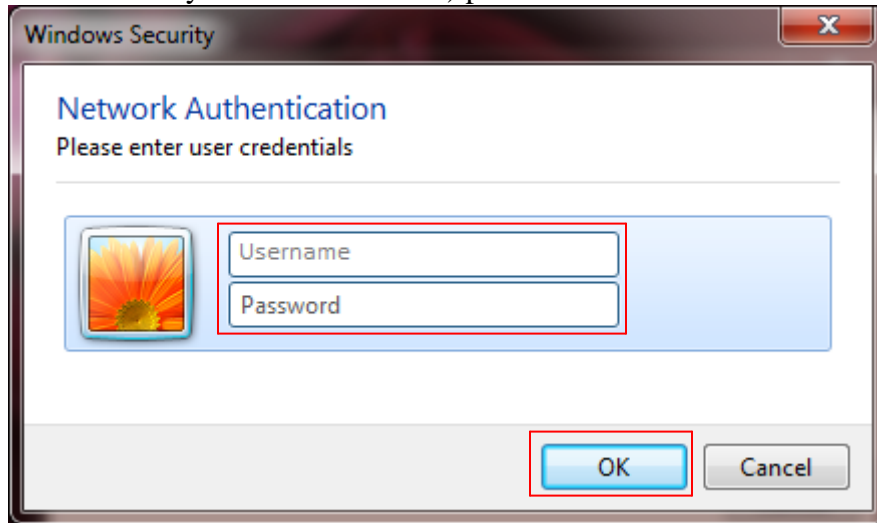 Windows Security
Network Authentication
Please enter user credentials
Username
Password
OK
Cancel